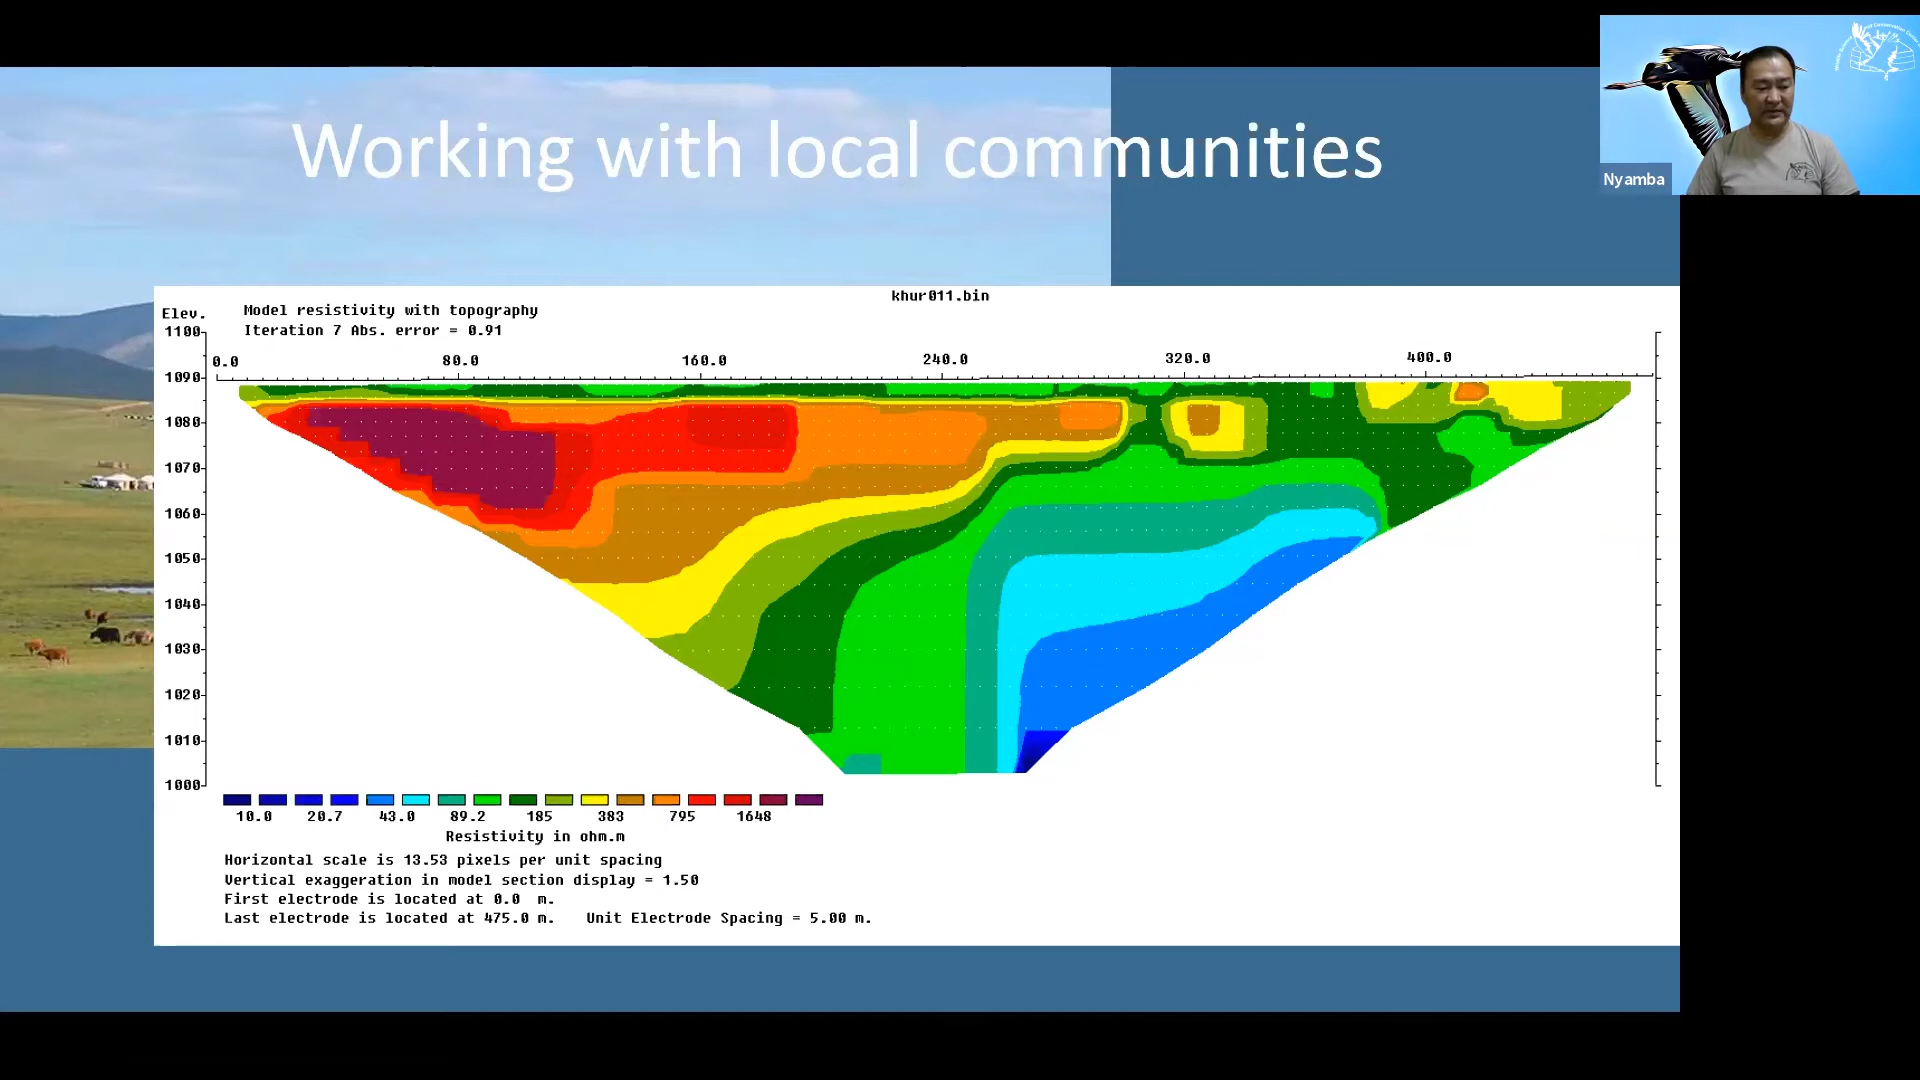 Working with local communities
Nyamba
khur011.bin
Model resistivity with topography
Iteration 7 Abs. error = 0.91
Elev.
1100
1090
1080
1070
1060
1050
1040
1030
1020
1010
1000
0.0 80.0 160.0 240.0 320.0 400.0
10.0 20.7 43.0 89.2 185 383 795 1648
Resistivity in ohm.m
Horizontal scale is 13.53 pixels per unit spacing
Vertical exaggeration in model section display = 1.50
First electrode is located at 0.0 m.
Last electrode is located at 475.0 m. Unit Electrode Spacing = 5.00 m.